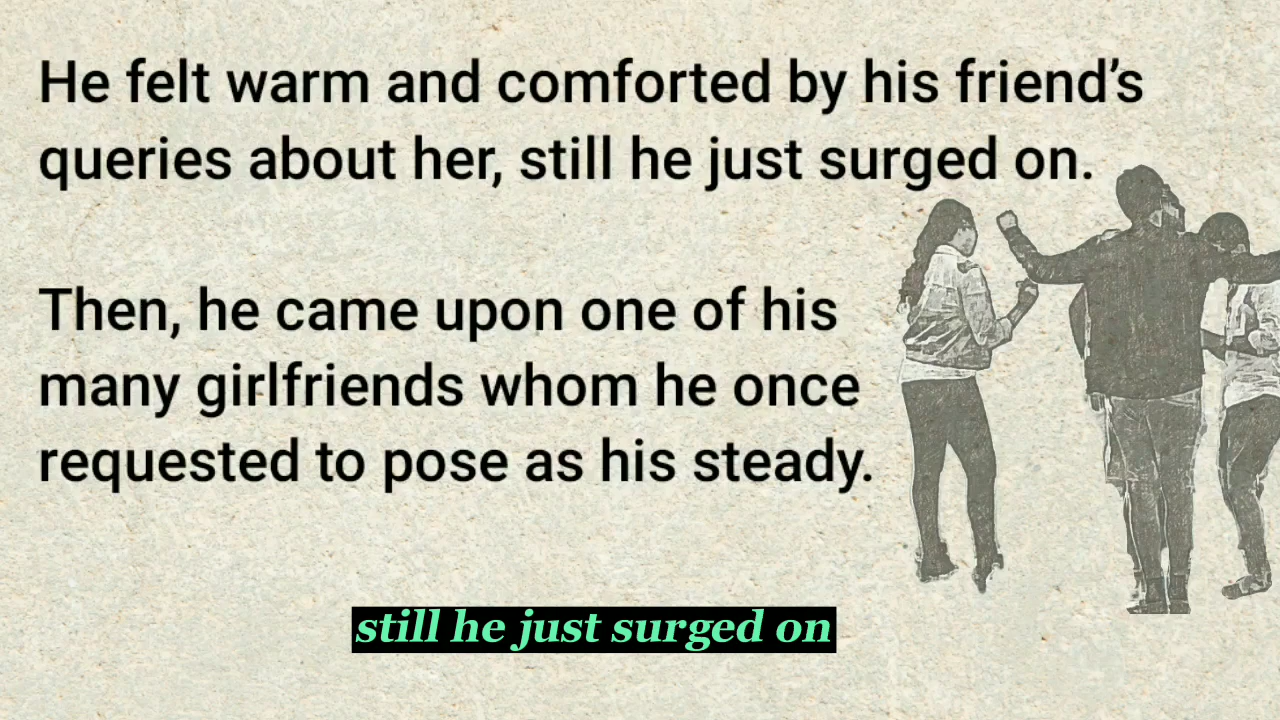 He felt warm and comforted by his friend’s
queries about her, still he just surged on.
Then, he came upon one of his
many girlfriends whom he once
requested to pose as his steady.
still he just surged on